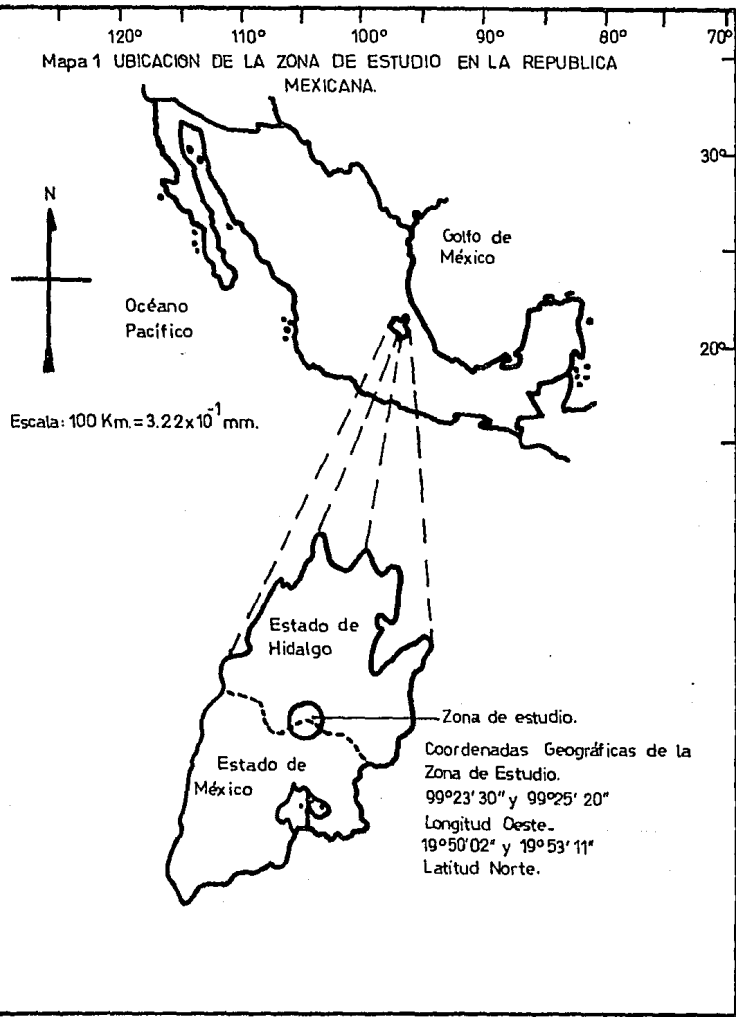 120° 110° 100° 90° 80° 70°
Mapa 1 UBICACION DE LA ZONA DE ESTUDIO EN LA REPUBLICA
MEXICANA.
30°
N
Golfo de
México
Océano
Pacífico
20°
Escala: 100 Km.=3.22x10⁻¹ mm.
Estado de
Hidalgo
Zona de estudio.
Estado de
México
Coordenadas Geográficas de la
Zona de Estudio.
99°23'30" y 99°25'20"
Longitud Oeste.
19°50'02" y 19°53'11"
Latitud Norte.